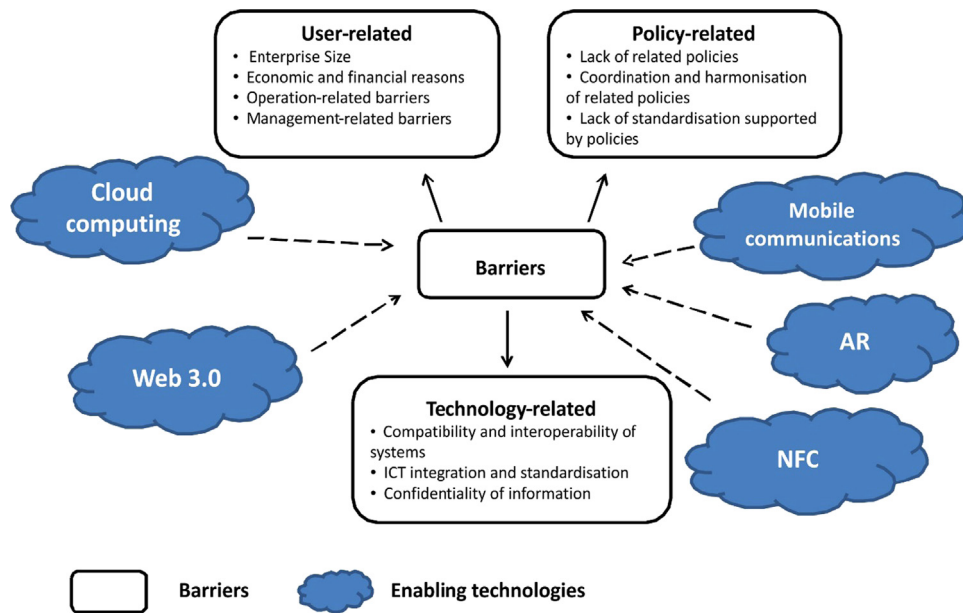 User-related
• Enterprise Size
• Economic and financial reasons
• Operation-related barriers
• Management-related barriers
Policy-related
• Lack of related policies
• Coordination and harmonisation
of related policies
• Lack of standardisation supported
by policies
Cloud
computing
Mobile
communications
Barriers
AR
Web 3.0
Technology-related
• Compatibility and interoperability of
systems
• ICT integration and standardisation
• Confidentiality of information
NFC
Barriers
Enabling technologies